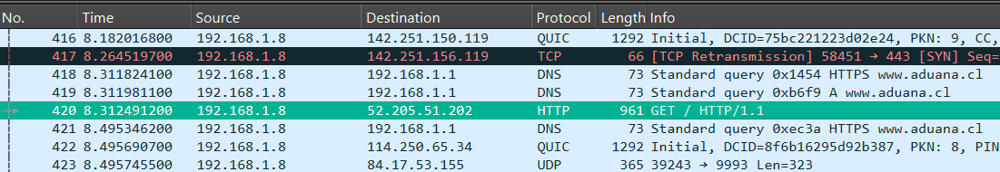 No. Time Source Destination Protocol Length Info
416 8.182016800 192.168.1.8 142.251.150.119 QUIC 1292 Initial, DCID=75bc221223d02e24, PKN: 9, CC,
417 8.264519700 192.168.1.8 142.251.156.119 TCP 66 [TCP Retransmission] 58451 → 443 [SYN] Seq=
418 8.311824100 192.168.1.8 192.168.1.1 DNS 73 Standard query 0x1454 HTTPS www.aduana.cl
419 8.311981100 192.168.1.8 192.168.1.1 DNS 73 Standard query 0xb6f9 A www.aduana.cl
420 8.312491200 192.168.1.8 52.205.51.202 HTTP 961 GET / HTTP/1.1
421 8.495346200 192.168.1.8 192.168.1.1 DNS 73 Standard query 0xec3a HTTPS www.aduana.cl
422 8.495690700 192.168.1.8 114.250.65.34 QUIC 1292 Initial, DCID=8f6b16295d92b387, PKN: 8, PIN
423 8.495745500 192.168.1.8 84.17.53.155 UDP 365 39243 → 9993 Len=323